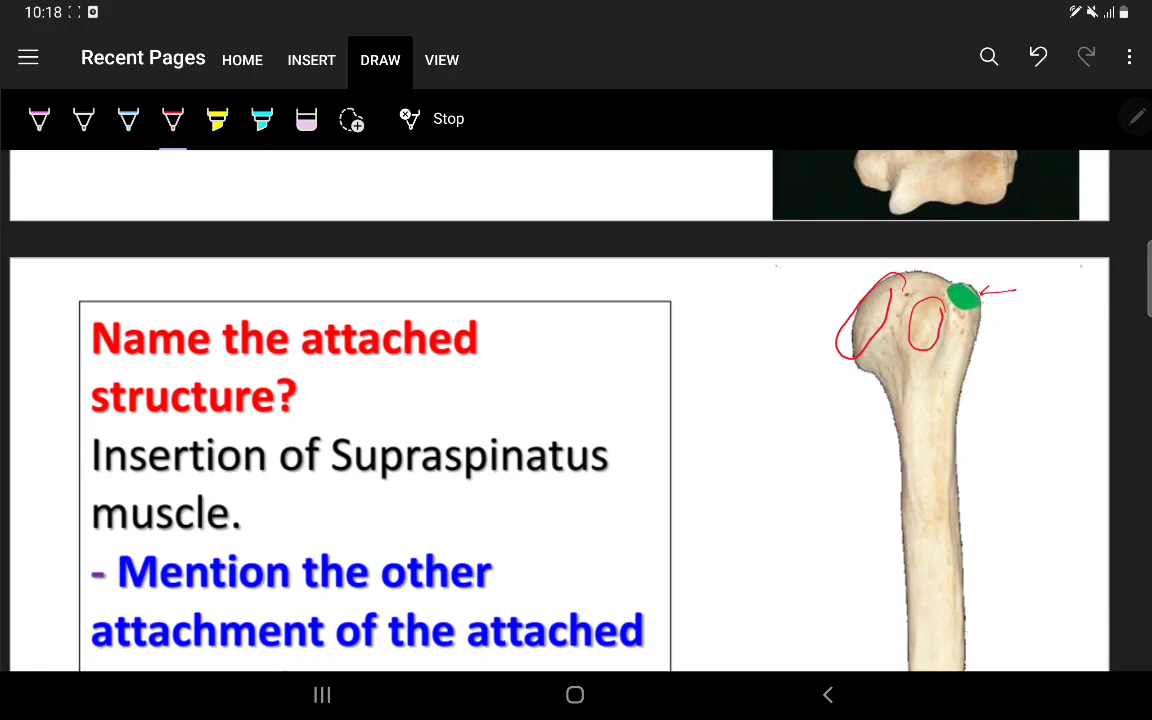 10:18
Recent Pages HOME INSERT DRAW VIEW
Stop
Name the attached
structure?
Insertion of Supraspinatus
muscle.
- Mention the other
attachment of the attached